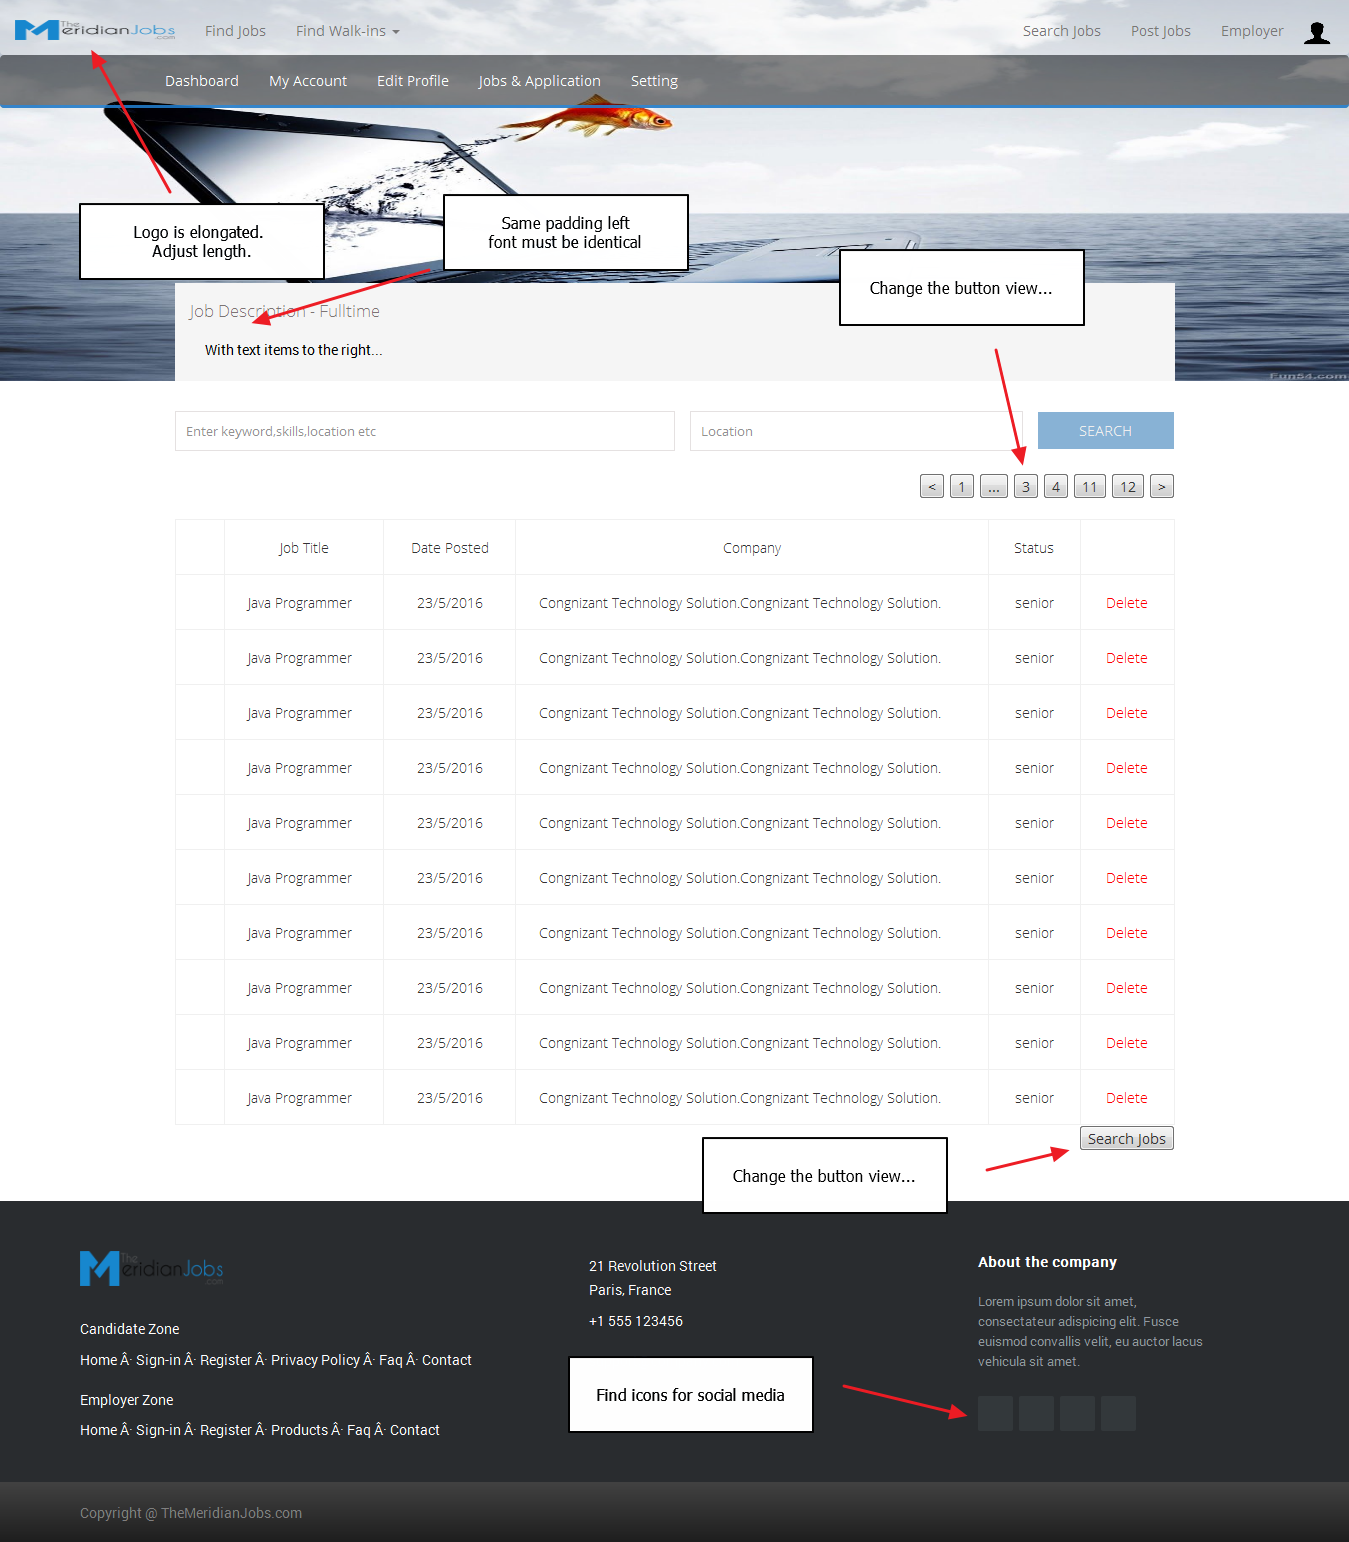 The MeridianJobs .com
Find Jobs
Find Walk-ins
Search Jobs
Post Jobs
Employer
Dashboard
My Account
Edit Profile
Jobs & Application
Setting
Logo is elongated.
Adjust length.
Same padding left
font must be identical
Change the button view...
Job Description - Fulltime
With text items to the right...
Fun54.com
Enter keyword,skills,location etc
Location
SEARCH
< 1 ... 3 4 11 12 >
Job Title Date Posted Company Status
Java Programmer 23/5/2016 Congnizant Technology Solution.Congnizant Technology Solution. senior Delete
Java Programmer 23/5/2016 Congnizant Technology Solution.Congnizant Technology Solution. senior Delete
Java Programmer 23/5/2016 Congnizant Technology Solution.Congnizant Technology Solution. senior Delete
Java Programmer 23/5/2016 Congnizant Technology Solution.Congnizant Technology Solution. senior Delete
Java Programmer 23/5/2016 Congnizant Technology Solution.Congnizant Technology Solution. senior Delete
Java Programmer 23/5/2016 Congnizant Technology Solution.Congnizant Technology Solution. senior Delete
Java Programmer 23/5/2016 Congnizant Technology Solution.Congnizant Technology Solution. senior Delete
Java Programmer 23/5/2016 Congnizant Technology Solution.Congnizant Technology Solution. senior Delete
Java Programmer 23/5/2016 Congnizant Technology Solution.Congnizant Technology Solution. senior Delete
Java Programmer 23/5/2016 Congnizant Technology Solution.Congnizant Technology Solution. senior Delete
Search Jobs
Change the button view...
The MeridianJobs .com
Candidate Zone
Home Â· Sign-in Â· Register Â· Privacy Policy Â· Faq Â· Contact
Employer Zone
Home Â· Sign-in Â· Register Â· Products Â· Faq Â· Contact
21 Revolution Street
Paris, France
+1 555 123456
Find icons for social media
About the company
Lorem ipsum dolor sit amet,
consectateur adispicing elit. Fusce
euismod convallis velit, eu auctor lacus
vehicula sit amet.
Copyright @ TheMeridianJobs.com